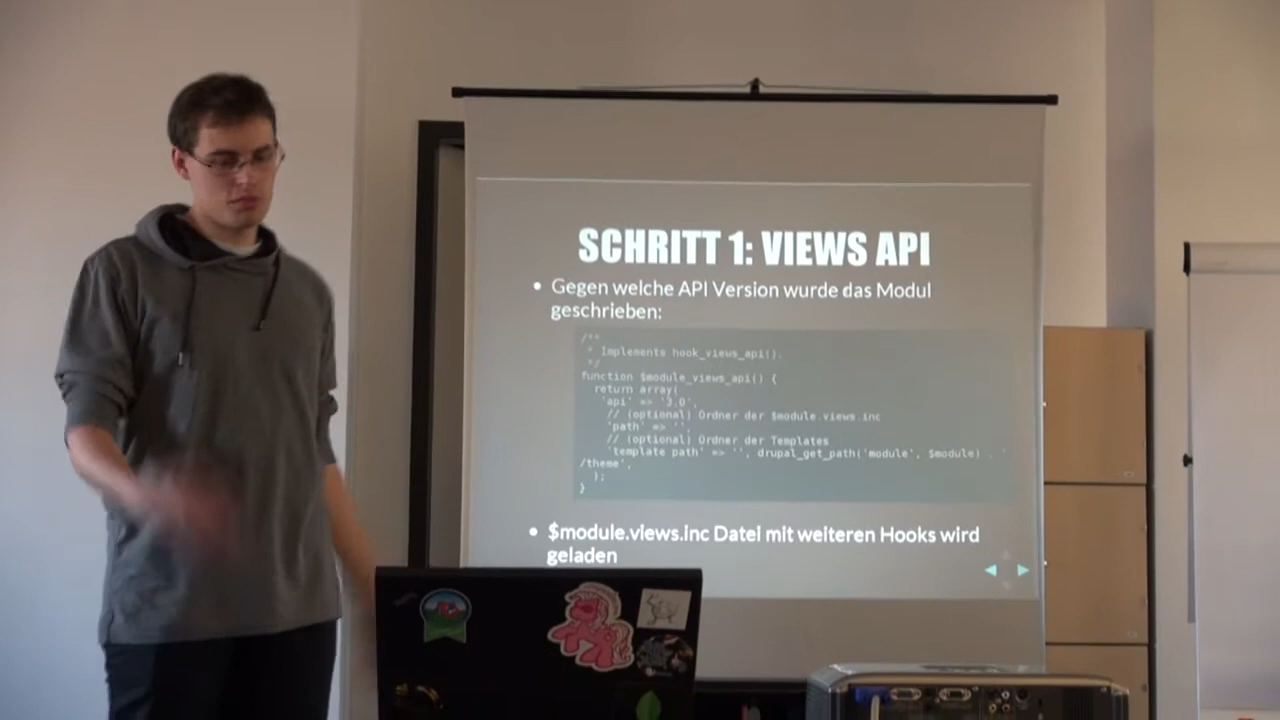 SCHRITT 1: VIEWS API
• Gegen welche API Version wurde das Modul
geschrieben:
/**
* Implements hook_views_api().
*/
function $module_views_api() {
return array(
'api' => '3.0',
// (optional) Ordner der $module.views.inc
'path' => '',
// (optional) Ordner der Templates
'template path' => '', drupal_get_path('module', $module) . '
/theme',
);
}
• $module.views.inc Datei mit weiteren Hooks wird
geladen